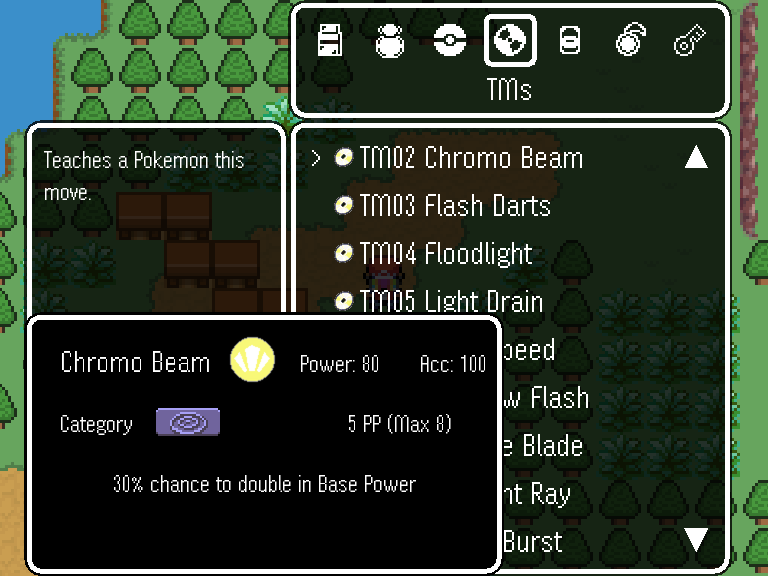 TMs
Teaches a Pokemon this
move.
> TM02 Chromo Beam
TM03 Flash Darts
TM04 Floodlight
TM05 Light Drain
peed
w Flash
e Blade
nt Ray
Burst
Chromo Beam Power: 80 Acc: 100
Category 5 PP (Max 8)
30% chance to double in Base Power